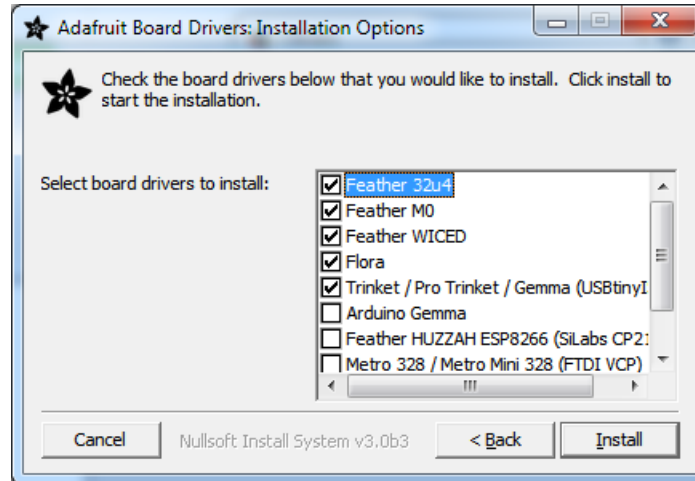 Adafruit Board Drivers: Installation Options
Check the board drivers below that you would like to install. Click install to
start the installation.
Select board drivers to install:
Feather 32u4
Feather M0
Feather WICED
Flora
Trinket / Pro Trinket / Gemma (USBtinyI
Arduino Gemma
Feather HUZZAH ESP8266 (SiLabs CP21
Metro 328 / Metro Mini 328 (FTDI VCP)
Cancel
Nullsoft Install System v3.0b3
< Back
Install